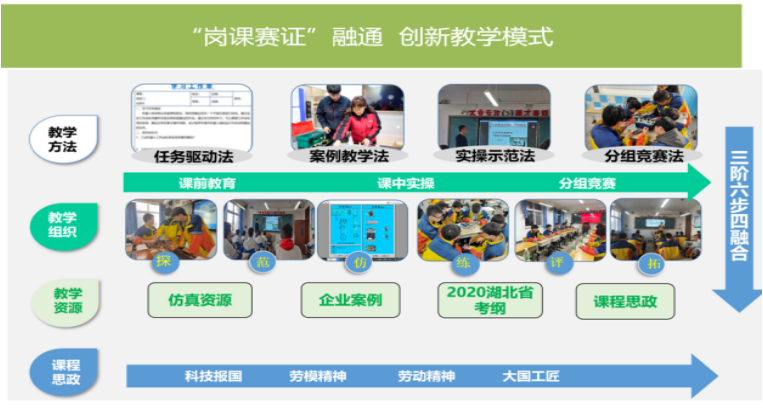 “岗课赛证”融通 创新教学模式
教学
方法
学习工作单
任务驱动法
案例教学法
实操示范法
分组竞赛法
课前教育
课中实操
分组竞赛
教学
组织
探
范
仿
练
评
拓
教学
资源
仿真资源
企业案例
2020湖北省
考纲
课程思政
课程
思政
科技报国
劳模精神
劳动精神
大国工匠
三阶六步四融合